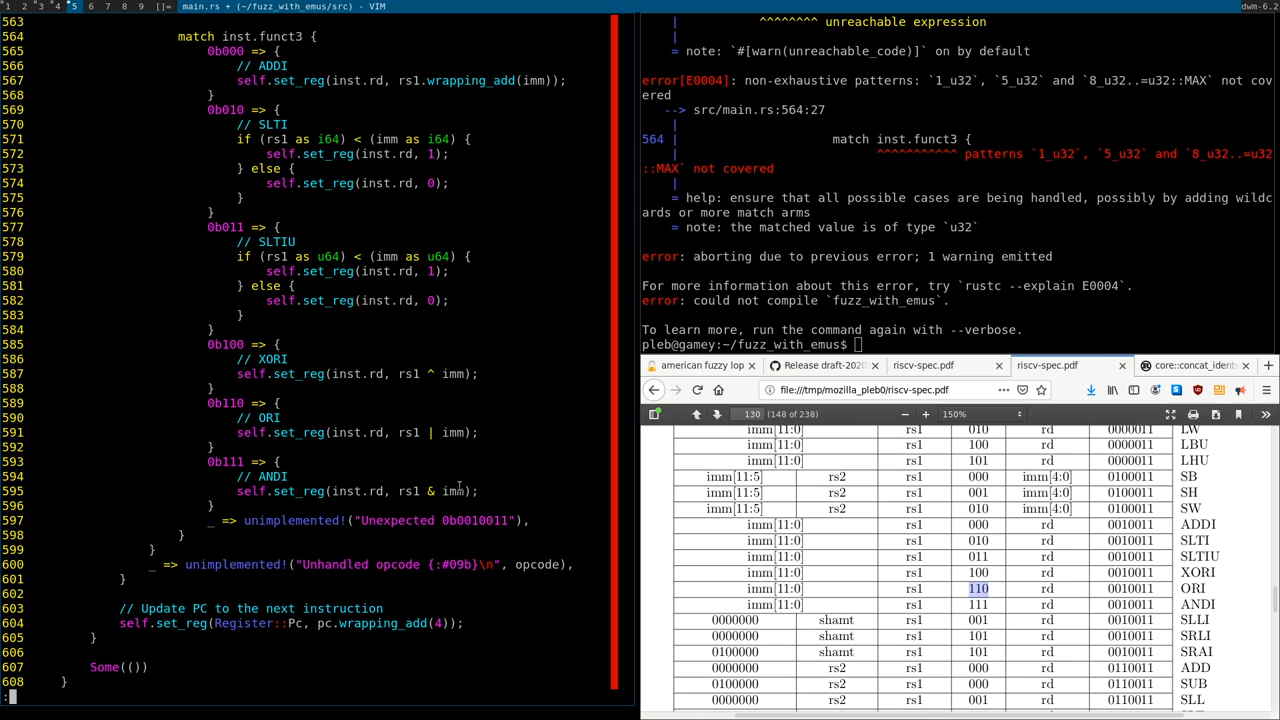 1 2 3 4 5 6 7 8 9 []= main.rs + (~/fuzz_with_emus/src) - VIM dwm-6.2
563
564 match inst.funct3 {
565 0b000 => {
566 // ADDI
567 self.set_reg(inst.rd, rs1.wrapping_add(imm));
568 }
569 0b010 => {
570 // SLTI
571 if (rs1 as i64) < (imm as i64) {
572 self.set_reg(inst.rd, 1);
573 } else {
574 self.set_reg(inst.rd, 0);
575 }
576 }
577 0b011 => {
578 // SLTIU
579 if (rs1 as u64) < (imm as u64) {
580 self.set_reg(inst.rd, 1);
581 } else {
582 self.set_reg(inst.rd, 0);
583 }
584 }
585 0b100 => {
586 // XORI
587 self.set_reg(inst.rd, rs1 ^ imm);
588 }
589 0b110 => {
590 // ORI
591 self.set_reg(inst.rd, rs1 | imm);
592 }
593 0b111 => {
594 // ANDI
595 self.set_reg(inst.rd, rs1 & imm);
596 }
597 _ => unimplemented!("Unexpected 0b0010011"),
598 }
599 }
600 _ => unimplemented!("Unhandled opcode {:#09b}\n", opcode),
601 }
602
603 // Update PC to the next instruction
604 self.set_reg(Register::Pc, pc.wrapping_add(4));
605 }
606
607 Some(())
608 }
:
| ^^^^^^^^ unreachable expression
|
= note: `#[warn(unreachable_code)]` on by default
error[E0004]: non-exhaustive patterns: `1_u32`, `5_u32` and `8_u32..=u32::MAX` not cov
ered
--> src/main.rs:564:27
|
564 | match inst.funct3 {
| ^^^^^^^^^^^ patterns `1_u32`, `5_u32` and `8_u32..=u32
::MAX` not covered
|
= help: ensure that all possible cases are being handled, possibly by adding wildc
ards or more match arms
= note: the matched value is of type `u32`
error: aborting due to previous error; 1 warning emitted
For more information about this error, try `rustc --explain E0004`.
error: could not compile `fuzz_with_emus`.
To learn more, run the command again with --verbose.
pleb@gamey:~/fuzz_with_emus$
american fuzzy lop Release draft-2020 riscv-spec.pdf riscv-spec.pdf core::concat_idents
file:///tmp/mozilla_pleb0/riscv-spec.pdf
130 (148 of 238) 150%
imm[11:0] rs1 010 rd 0000011 LW
imm[11:0] rs1 100 rd 0000011 LBU
imm[11:0] rs1 101 rd 0000011 LHU
imm[11:5] rs2 rs1 000 imm[4:0] 0100011 SB
imm[11:5] rs2 rs1 001 imm[4:0] 0100011 SH
imm[11:5] rs2 rs1 010 imm[4:0] 0100011 SW
imm[11:0] rs1 000 rd 0010011 ADDI
imm[11:0] rs1 010 rd 0010011 SLTI
imm[11:0] rs1 011 rd 0010011 SLTIU
imm[11:0] rs1 100 rd 0010011 XORI
imm[11:0] rs1 110 rd 0010011 ORI
imm[11:0] rs1 111 rd 0010011 ANDI
0000000 shamt rs1 001 rd 0010011 SLLI
0000000 shamt rs1 101 rd 0010011 SRLI
0100000 shamt rs1 101 rd 0010011 SRAI
0000000 rs2 rs1 000 rd 0110011 ADD
0100000 rs2 rs1 000 rd 0110011 SUB
0000000 rs2 rs1 001 rd 0110011 SLL